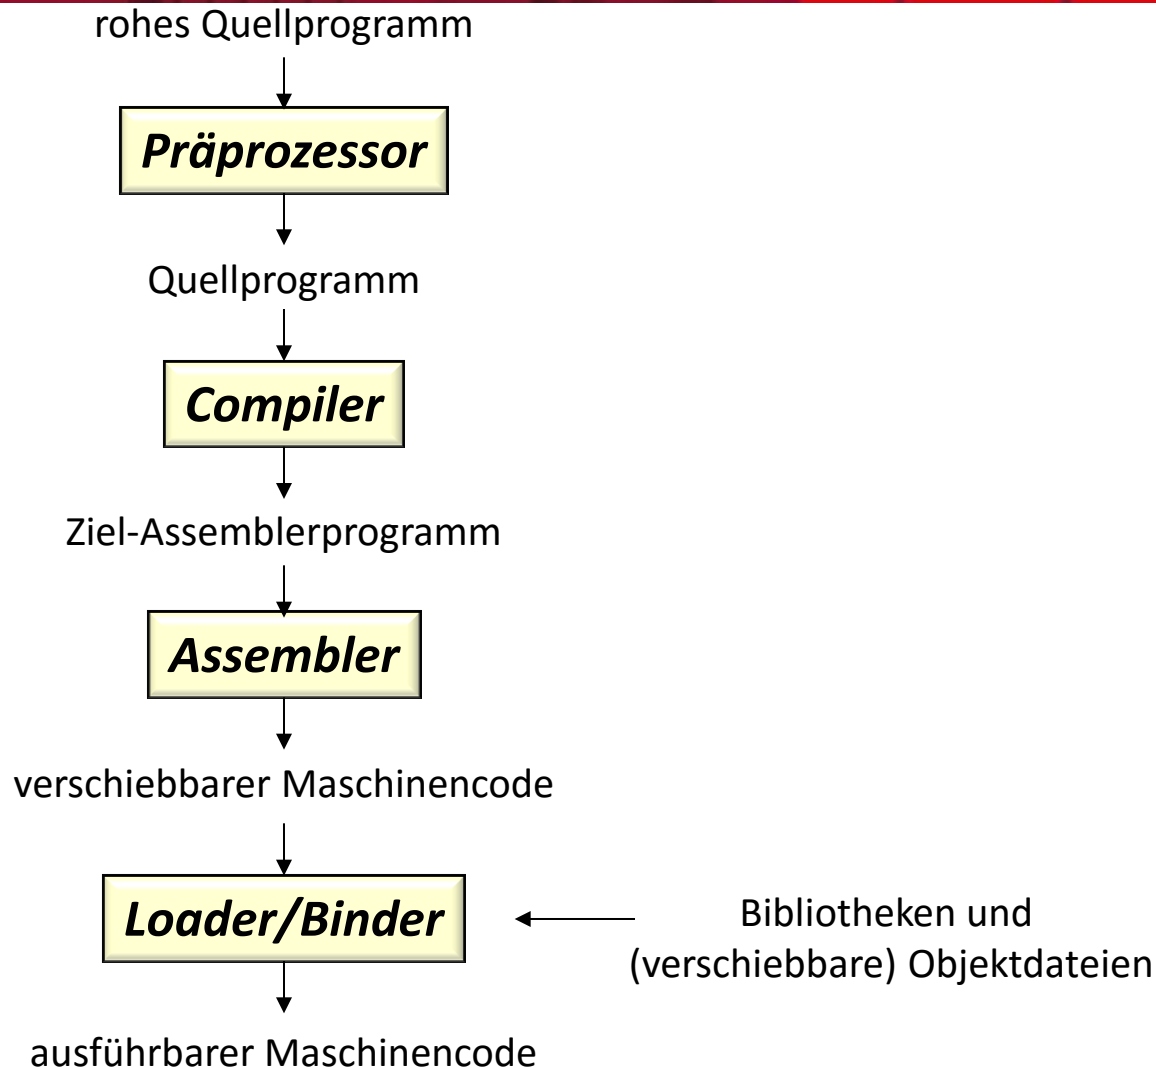 rohes Quellprogramm
Präprozessor
Quellprogramm
Compiler
Ziel-Assemblerprogramm
Assembler
verschiebbarer Maschinencode
Loader/Binder
Bibliotheken und
(verschiebbare) Objektdateien
ausführbarer Maschinencode